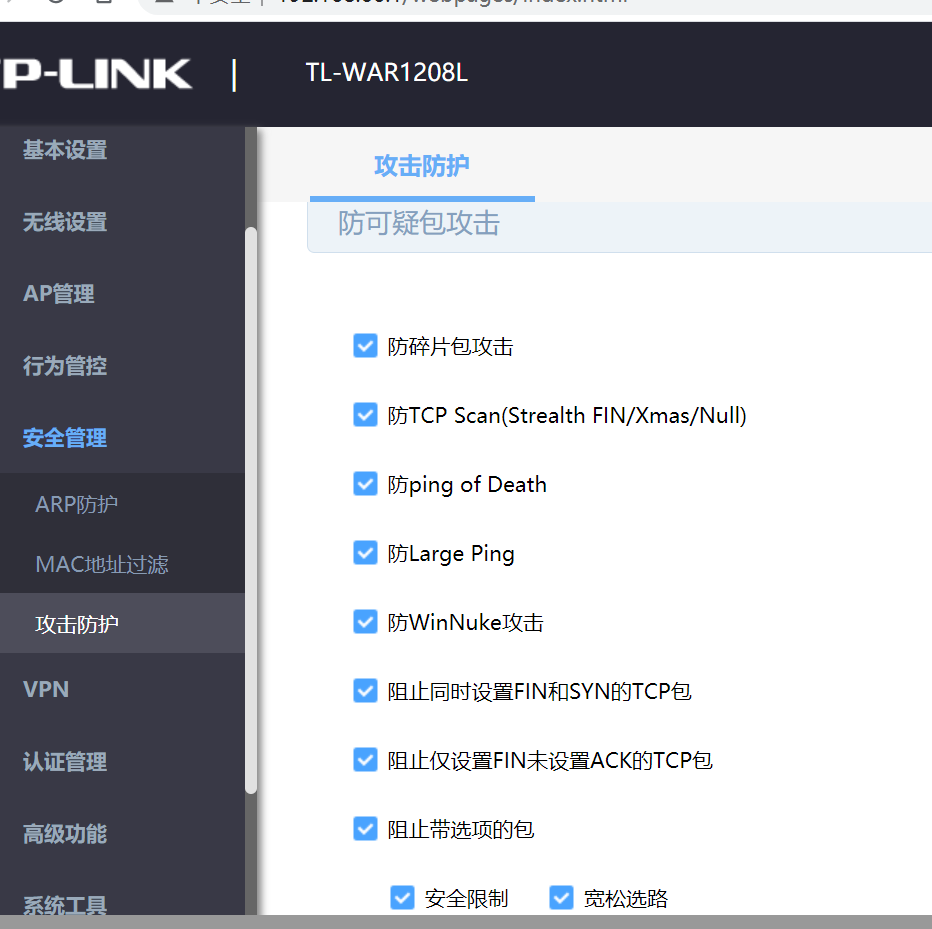 P-LINK | TL-WAR1208L
基本设置
无线设置
AP管理
行为管控
安全管理
ARP防护
MAC地址过滤
攻击防护
VPN
认证管理
高级功能
系统工具
攻击防护
防可疑包攻击
防碎片包攻击
防TCP Scan(Strealth FIN/Xmas/Null)
防ping of Death
防Large Ping
防WinNuke攻击
阻止同时设置FIN和SYN的TCP包
阻止仅设置FIN未设置ACK的TCP包
阻止带选项的包
安全限制 宽松选路